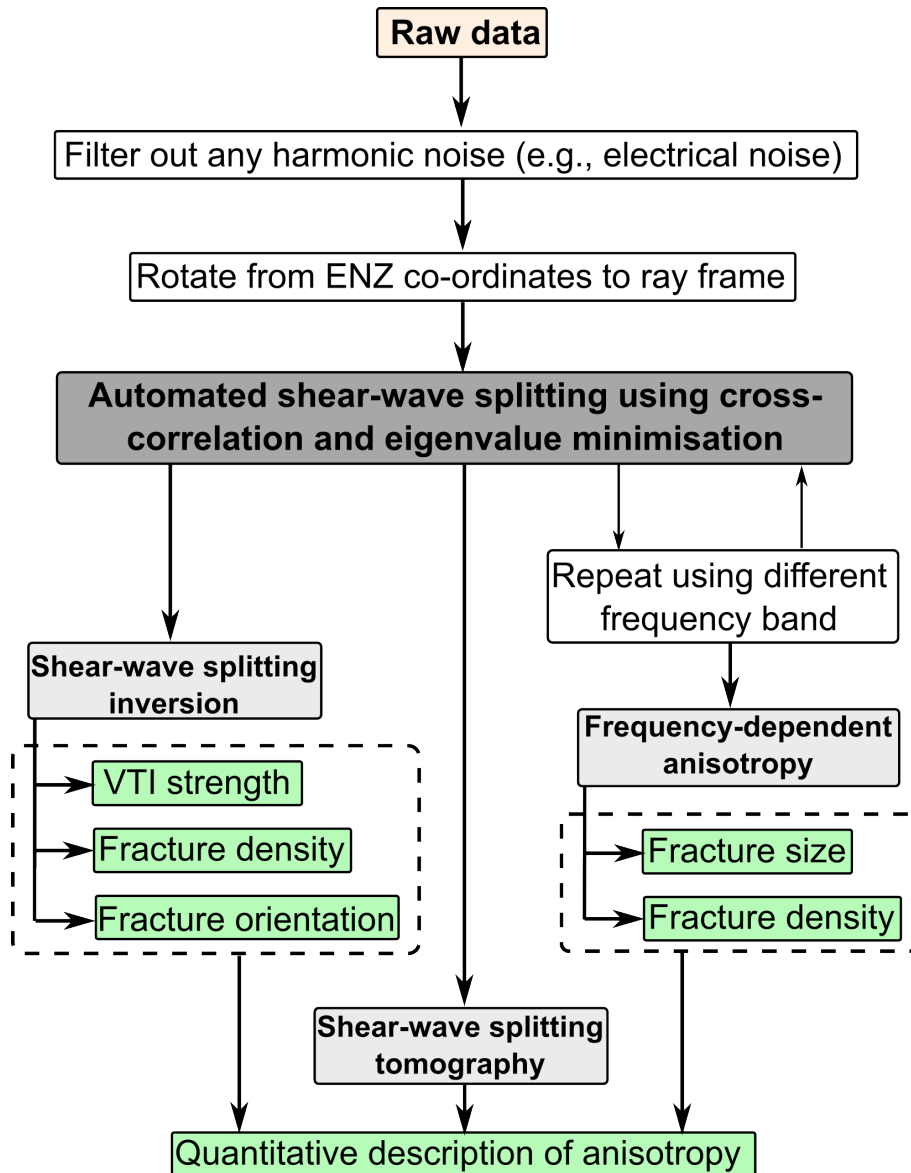 Raw data
Filter out any harmonic noise (e.g., electrical noise)
Rotate from ENZ co-ordinates to ray frame
Automated shear-wave splitting using cross-
correlation and eigenvalue minimisation
Repeat using different
frequency band
Shear-wave splitting
inversion
VTI strength
Fracture density
Fracture orientation
Frequency-dependent
anisotropy
Fracture size
Fracture density
Shear-wave splitting
tomography
Quantitative description of anisotropy